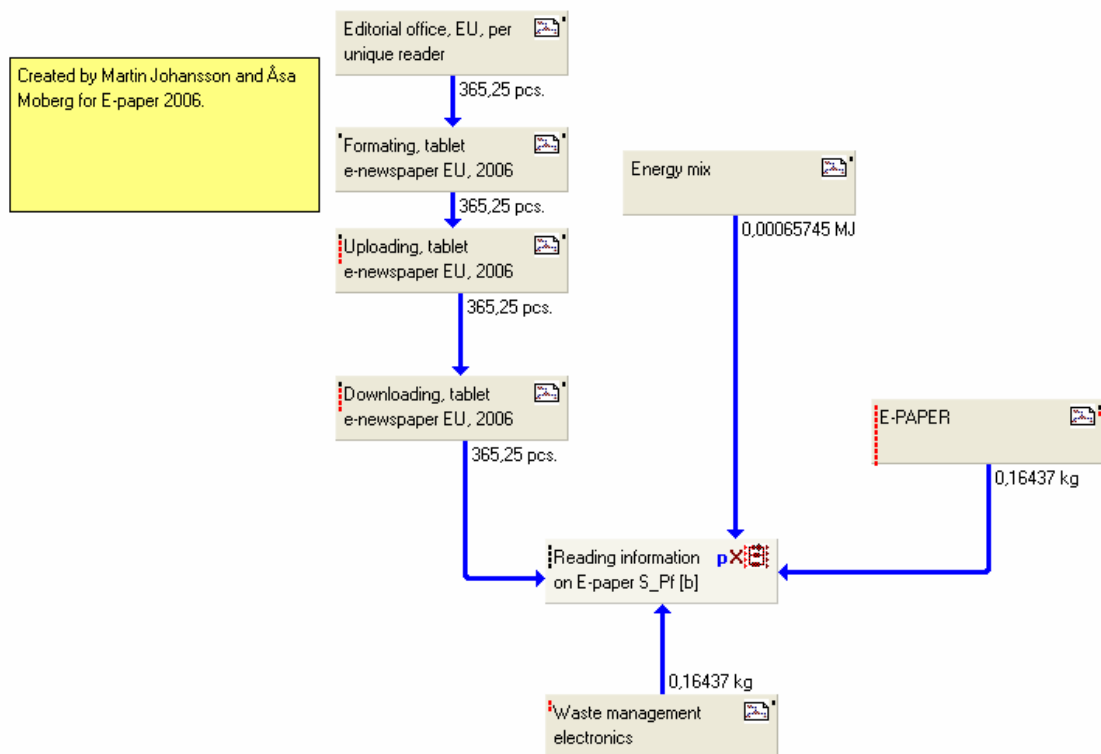 Created by Martin Johansson and Åsa
Moberg for E-paper 2006.
Editorial office, EU, per
unique reader
365,25 pcs.
Formating, tablet
e-newspaper EU, 2006
365,25 pcs.
Uploading, tablet
e-newspaper EU, 2006
365,25 pcs.
Downloading, tablet
e-newspaper EU, 2006
365,25 pcs.
Energy mix
0,00065745 MJ
E-PAPER
0,16437 kg
Reading information
on E-paper S_Pf [b]
pX
0,16437 kg
Waste management
electronics